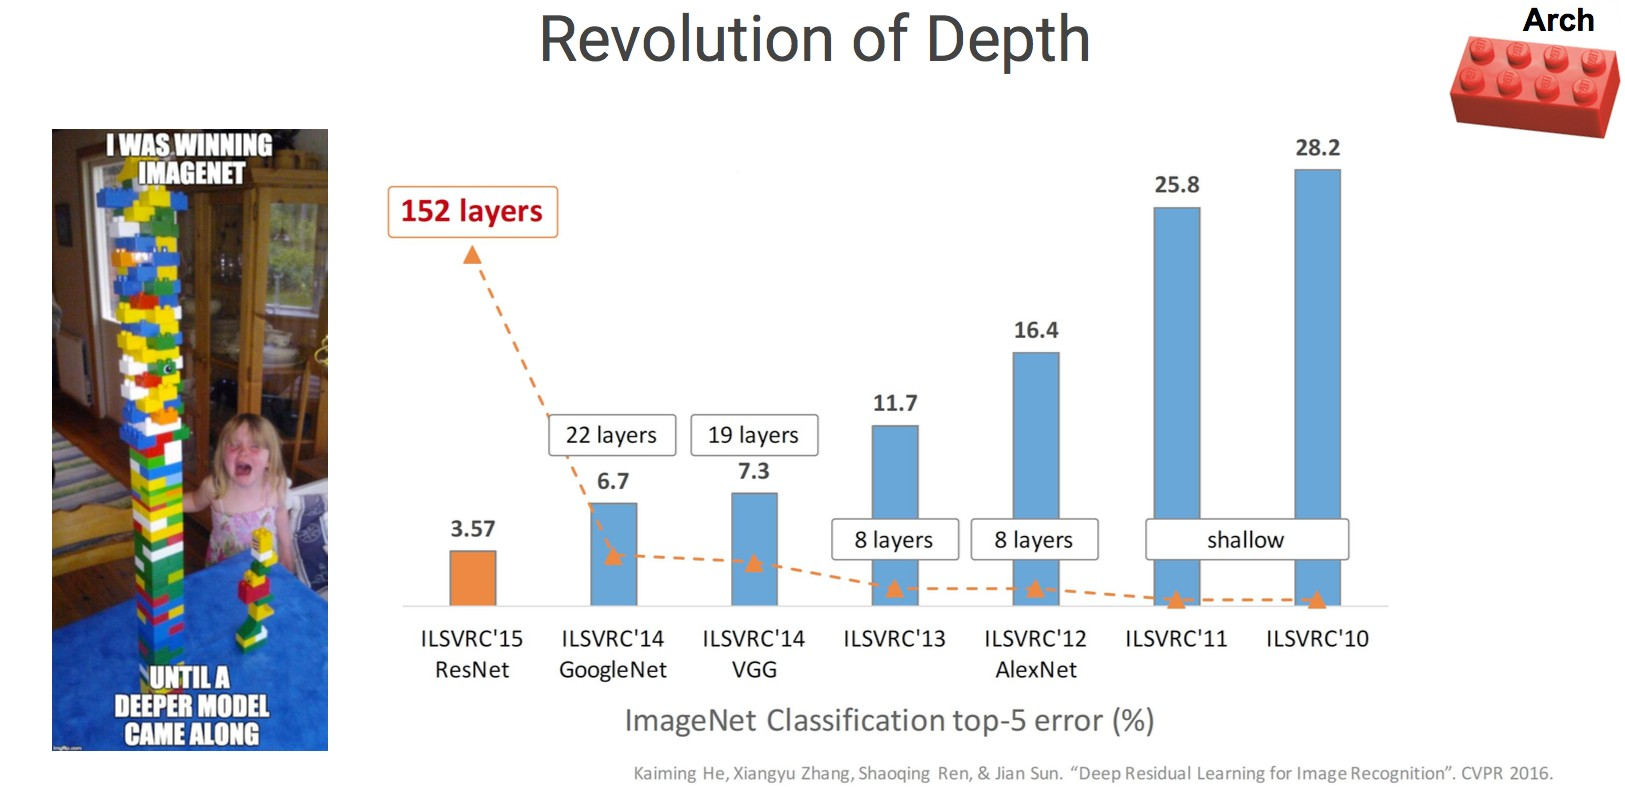 Revolution of Depth
Arch
I WAS WINNING
IMAGENET
UNTIL A
DEEPER MODEL
CAME ALONG
imgflip.com
152 layers
22 layers
19 layers
8 layers
8 layers
shallow
3.57
6.7
7.3
11.7
16.4
25.8
28.2
ILSVRC'15
ResNet
ILSVRC'14
GoogleNet
ILSVRC'14
VGG
ILSVRC'13
ILSVRC'12
AlexNet
ILSVRC'11
ILSVRC'10
ImageNet Classification top-5 error (%)
Kaiming He, Xiangyu Zhang, Shaoqing Ren, & Jian Sun. “Deep Residual Learning for Image Recognition”. CVPR 2016.